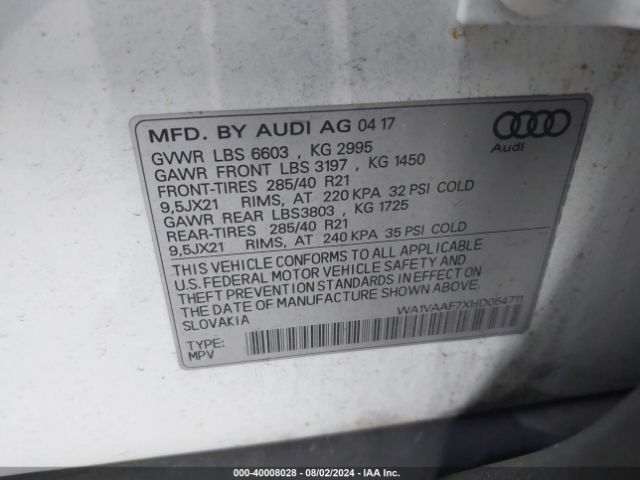 MFD. BY AUDI AG 04 17
GVWR LBS 6603 , KG 2995
GAWR FRONT LBS 3197 , KG 1450
FRONT-TIRES 285/40 R21
9,5JX21 RIMS, AT 220 KPA 32 PSI COLD
GAWR REAR LBS3803 , KG 1725
REAR-TIRES 285/40 R21
9,5JX21 RIMS, AT 240 KPA 35 PSI COLD
Audi
THIS VEHICLE CONFORMS TO ALL APPLICABLE
U.S. FEDERAL MOTOR VEHICLE SAFETY AND
THEFT PREVENTION STANDARDS IN EFFECT ON
THE DATE OF MANUFACTURE SHOWN ABOVE.
SLOVAKIA
WA1VAAF7XHD054711
TYPE:
MPV
000-40008028 - 08/02/2024 - IAA Inc.